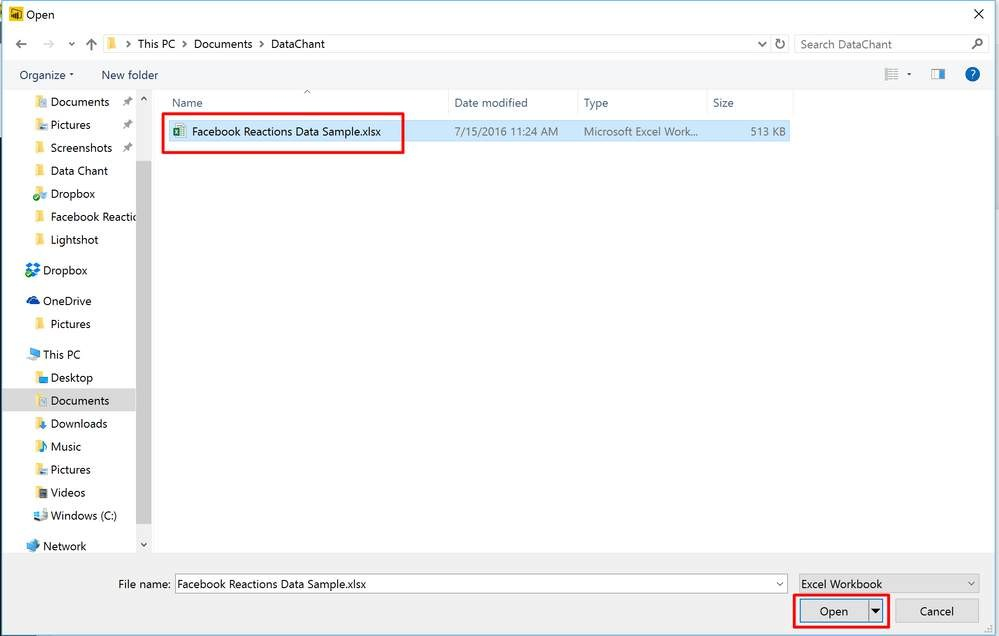 Open
This PC > Documents > DataChant
Search DataChant
Organize
New folder
?
Name
Date modified
Type
Size
Facebook Reactions Data Sample.xlsx
7/15/2016 11:24 AM
Microsoft Excel Work...
513 KB
Documents
Pictures
Screenshots
Data Chant
Dropbox
Facebook Reactio
Lightshot
Dropbox
OneDrive
Pictures
This PC
Desktop
Documents
Downloads
Music
Pictures
Videos
Windows (C:)
Network
File name:
Facebook Reactions Data Sample.xlsx
Excel Workbook
Open
Cancel